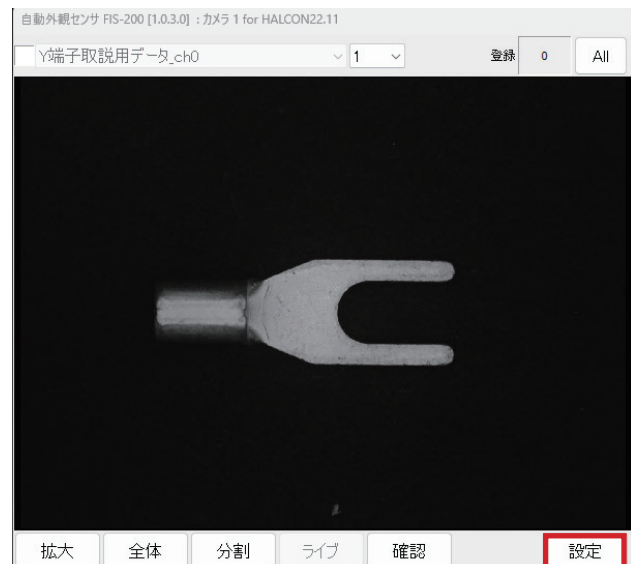 自動外観センサ FIS-200 [1.0.3.0] : カメラ 1 for HALCON22.11
Y端子取説用データ_ch0 1 登録 0 All
拡大 全体 分割 ライブ 確認 設定